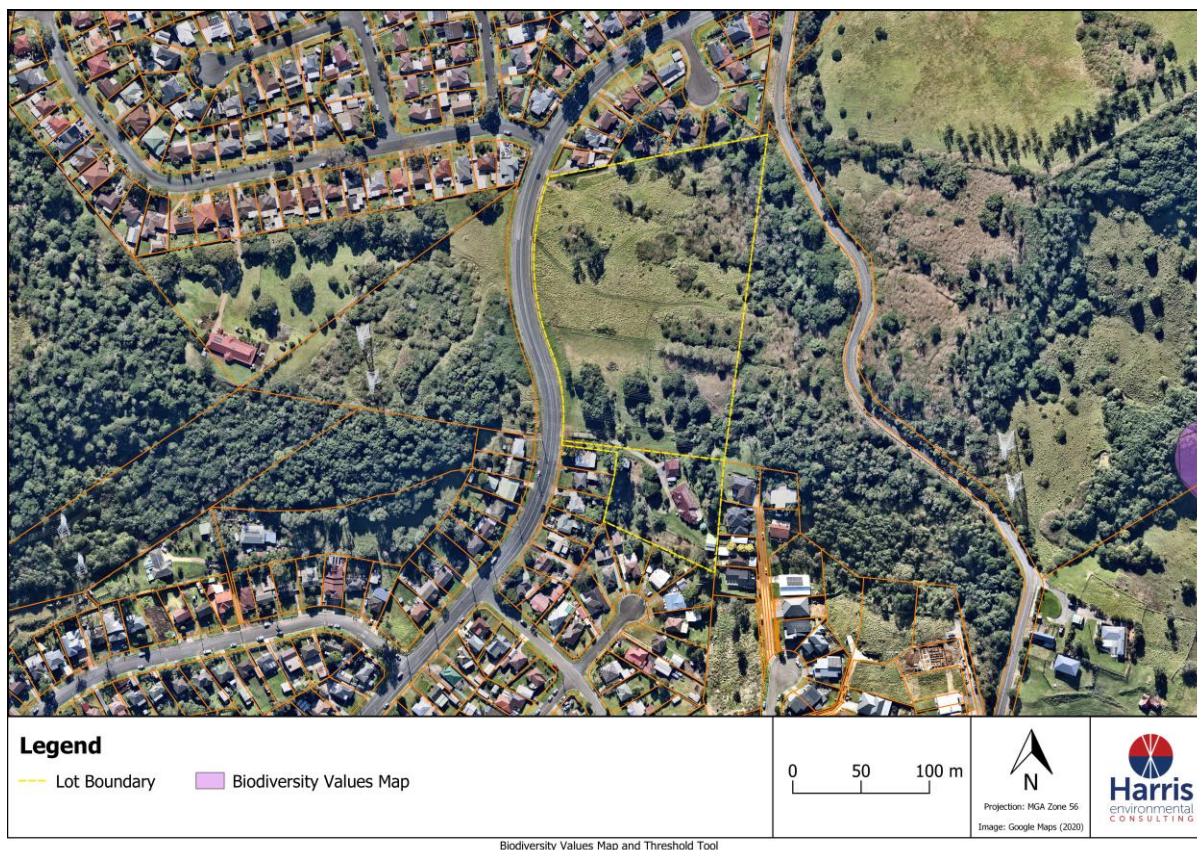 Legend
Lot Boundary
Biodiversity Values Map
0 50 100 m
N
Projection: MGA Zone 56
Image: Google Maps (2020)
Harris
environmental
CONSULTING
Biodiversity Values Map and Threshold Tool